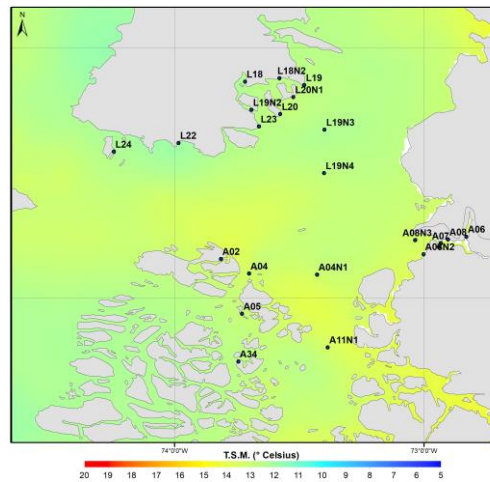 N
L18N2
L18
L19
L20N1
L19N2
L20
L23
L19N3
L22
L24
L19N4
A08N3
A07
A08
A06
A02
A04
A04N1
A05
A11N1
A34
74°0'0"W
73°0'0"W
T.S.M. (° Celsius)
20 19 18 17 16 15 14 13 12 11 10 9 8 7 6 5